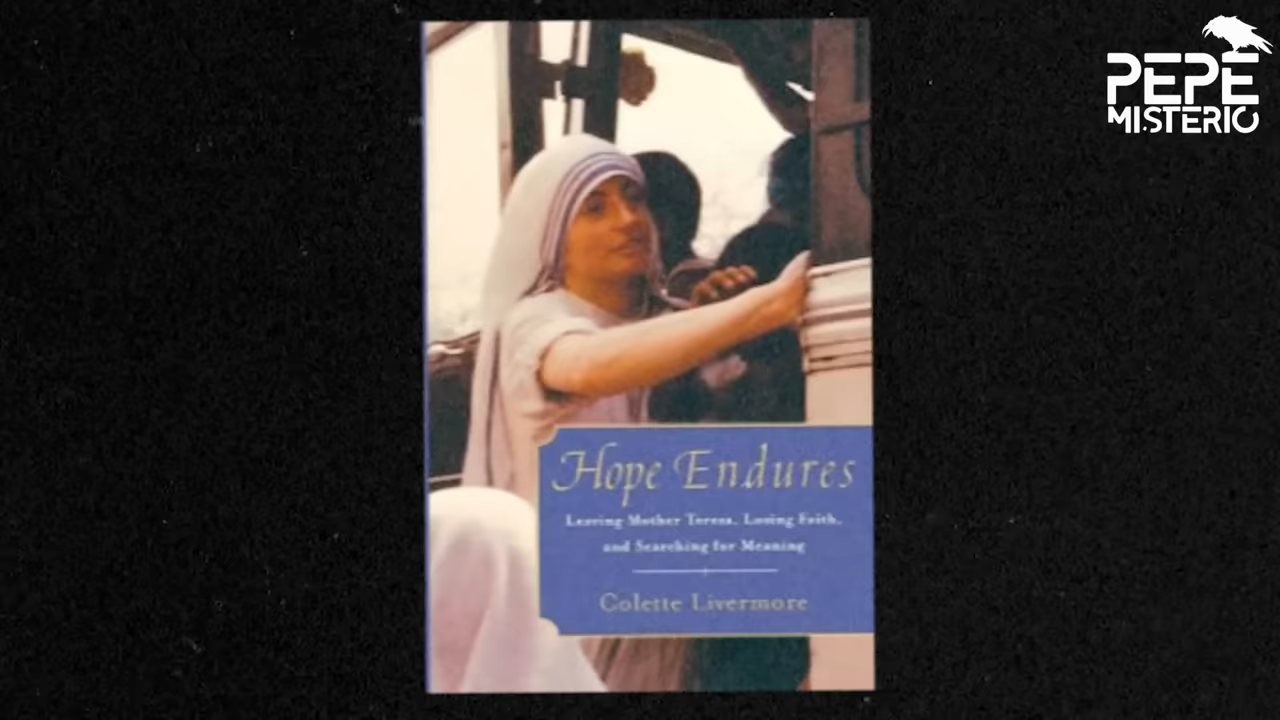 PEPE
MISTERIO
Hope Endures
Leaving Mother Teresa, Losing Faith,
and Searching for Meaning
Colette Livermore